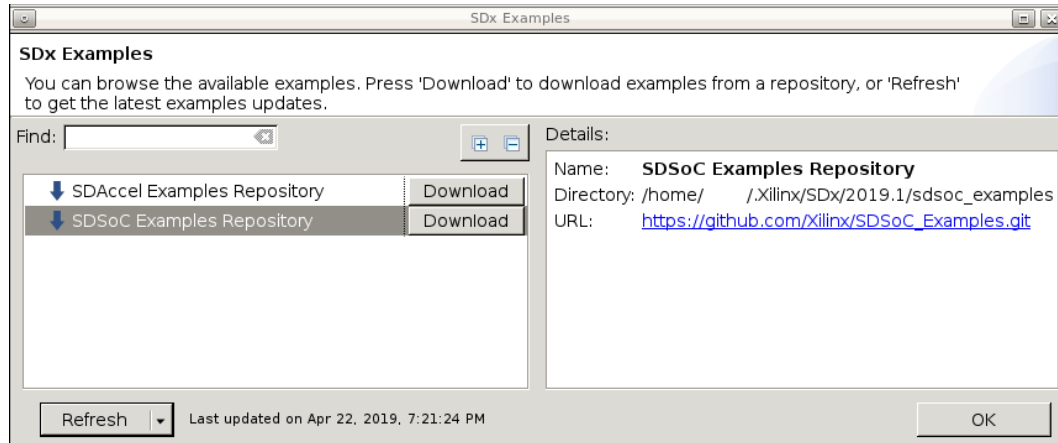 SDx Examples
SDx Examples
You can browse the available examples. Press 'Download' to download examples from a repository, or 'Refresh'
to get the latest examples updates.
Find:
Details:
SDAccel Examples Repository Download
SDSoC Examples Repository Download
Name: SDSoC Examples Repository
Directory: /home/ /.Xilinx/SDx/2019.1/sdsoc_examples
URL: https://github.com/Xilinx/SDSoC_Examples.git
Refresh Last updated on Apr 22, 2019, 7:21:24 PM
OK